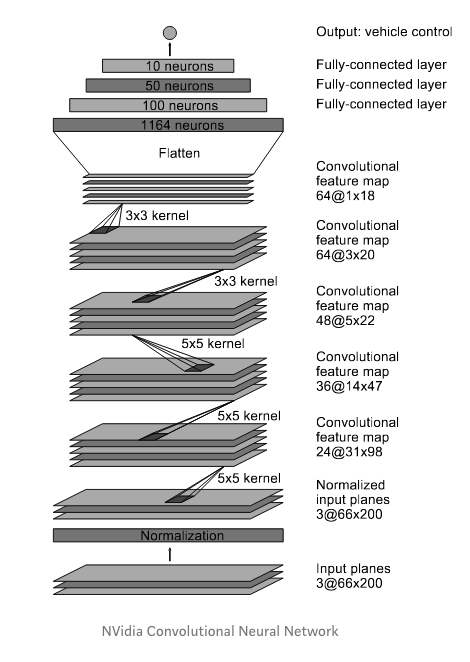 Output: vehicle control
10 neurons
Fully-connected layer
50 neurons
Fully-connected layer
100 neurons
Fully-connected layer
1164 neurons
Flatten
Convolutional
feature map
64@1x18
3x3 kernel
Convolutional
feature map
64@3x20
3x3 kernel
Convolutional
feature map
48@5x22
5x5 kernel
Convolutional
feature map
36@14x47
5x5 kernel
Convolutional
feature map
24@31x98
5x5 kernel
Normalized
input planes
3@66x200
Normalization
Input planes
3@66x200
NVidia Convolutional Neural Network